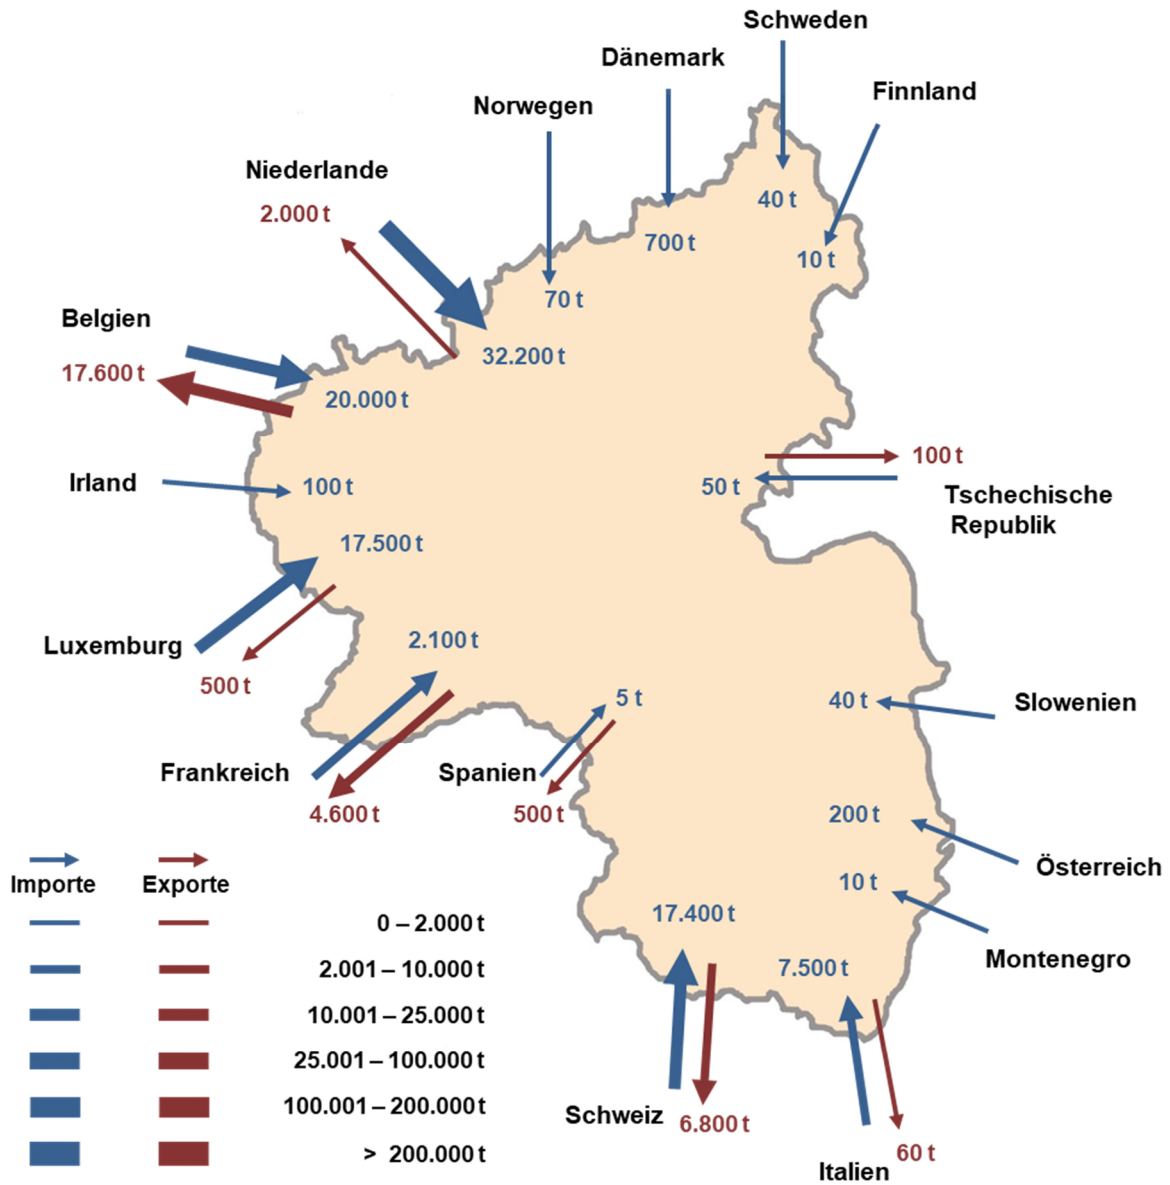 Schweden
Dänemark
Finnland
Norwegen
Niederlande
2.000 t
40 t
700 t
10 t
70 t
Belgien
32.200 t
17.600 t
20.000 t
100 t
Irland
100 t
50 t
Tschechische
Republik
17.500 t
Luxemburg
2.100 t
500 t
5 t
40 t
Slowenien
Frankreich
Spanien
4.600 t
500 t
200 t
Österreich
10 t
17.400 t
Montenegro
7.500 t
Schweiz
6.800 t
60 t
Italien
Importe
Exporte
0 – 2.000 t
2.001 – 10.000 t
10.001 – 25.000 t
25.001 – 100.000 t
100.001 – 200.000 t
> 200.000 t